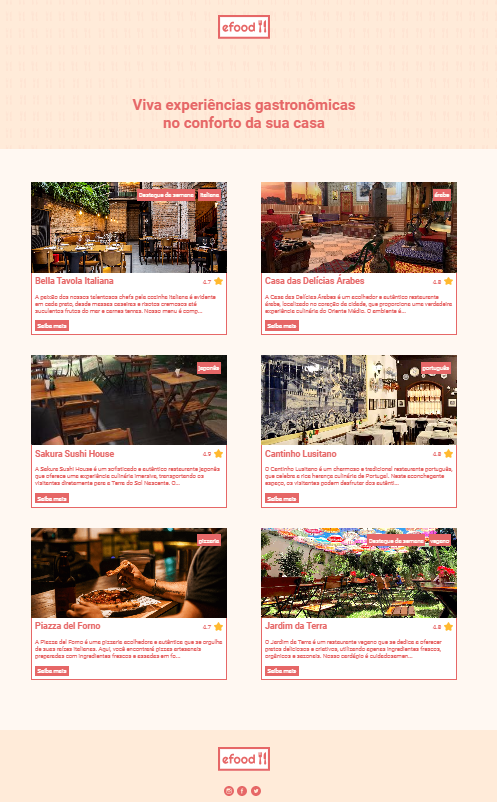 efood
Viva experiências gastronômicas
no conforto da sua casa
Destaque da semana italiana
Bella Tavola Italiana 4.7
A paixão dos nossos talentosos chefs pela cozinha italiana é evidente
em cada prato, desde massas caseiras a risotos cremosos até
suculentos frutos do mar e carnes tenras. Nosso menu é comp...
Saiba mais
árabe
Casa das Delícias Árabes 4.8
A Casa das Delícias Árabes é um acolhedor e autêntico restaurante
árabe, localizado no coração da cidade, que proporciona uma verdadeira
experiência culinária do Oriente Médio. O ambiente é...
Saiba mais
japonês
Sakura Sushi House 4.9
A Sakura Sushi House é um sofisticado e autêntico restaurante japonês
que oferece uma experiência culinária imersiva, transportando os
visitantes diretamente para a Terra do Sol Nascente. O...
Saiba mais
português
Cantinho Lusitano 4.8
O Cantinho Lusitano é um charmoso e tradicional restaurante português,
que celebra a rica herança culinária de Portugal. Neste aconchegante
espaço, os visitantes podem desfrutar dos autênti...
Saiba mais
pizzaria
Piazza del Forno 4.7
A Piazza del Forno é uma pizzaria acolhedora e autêntica que se orgulha
de suas raízes italianas. Aqui, você encontrará pizzas artesanais
preparadas com ingredientes frescos e assadas em fo...
Saiba mais
Destaque da semana vegano
Jardim da Terra 4.8
O Jardim da Terra é um restaurante vegano que se dedica a oferecer
pratos deliciosos e criativos, utilizando apenas ingredientes frescos,
orgânicos e sazonais. Nosso cardápio é cuidadosamen...
Saiba mais
efood